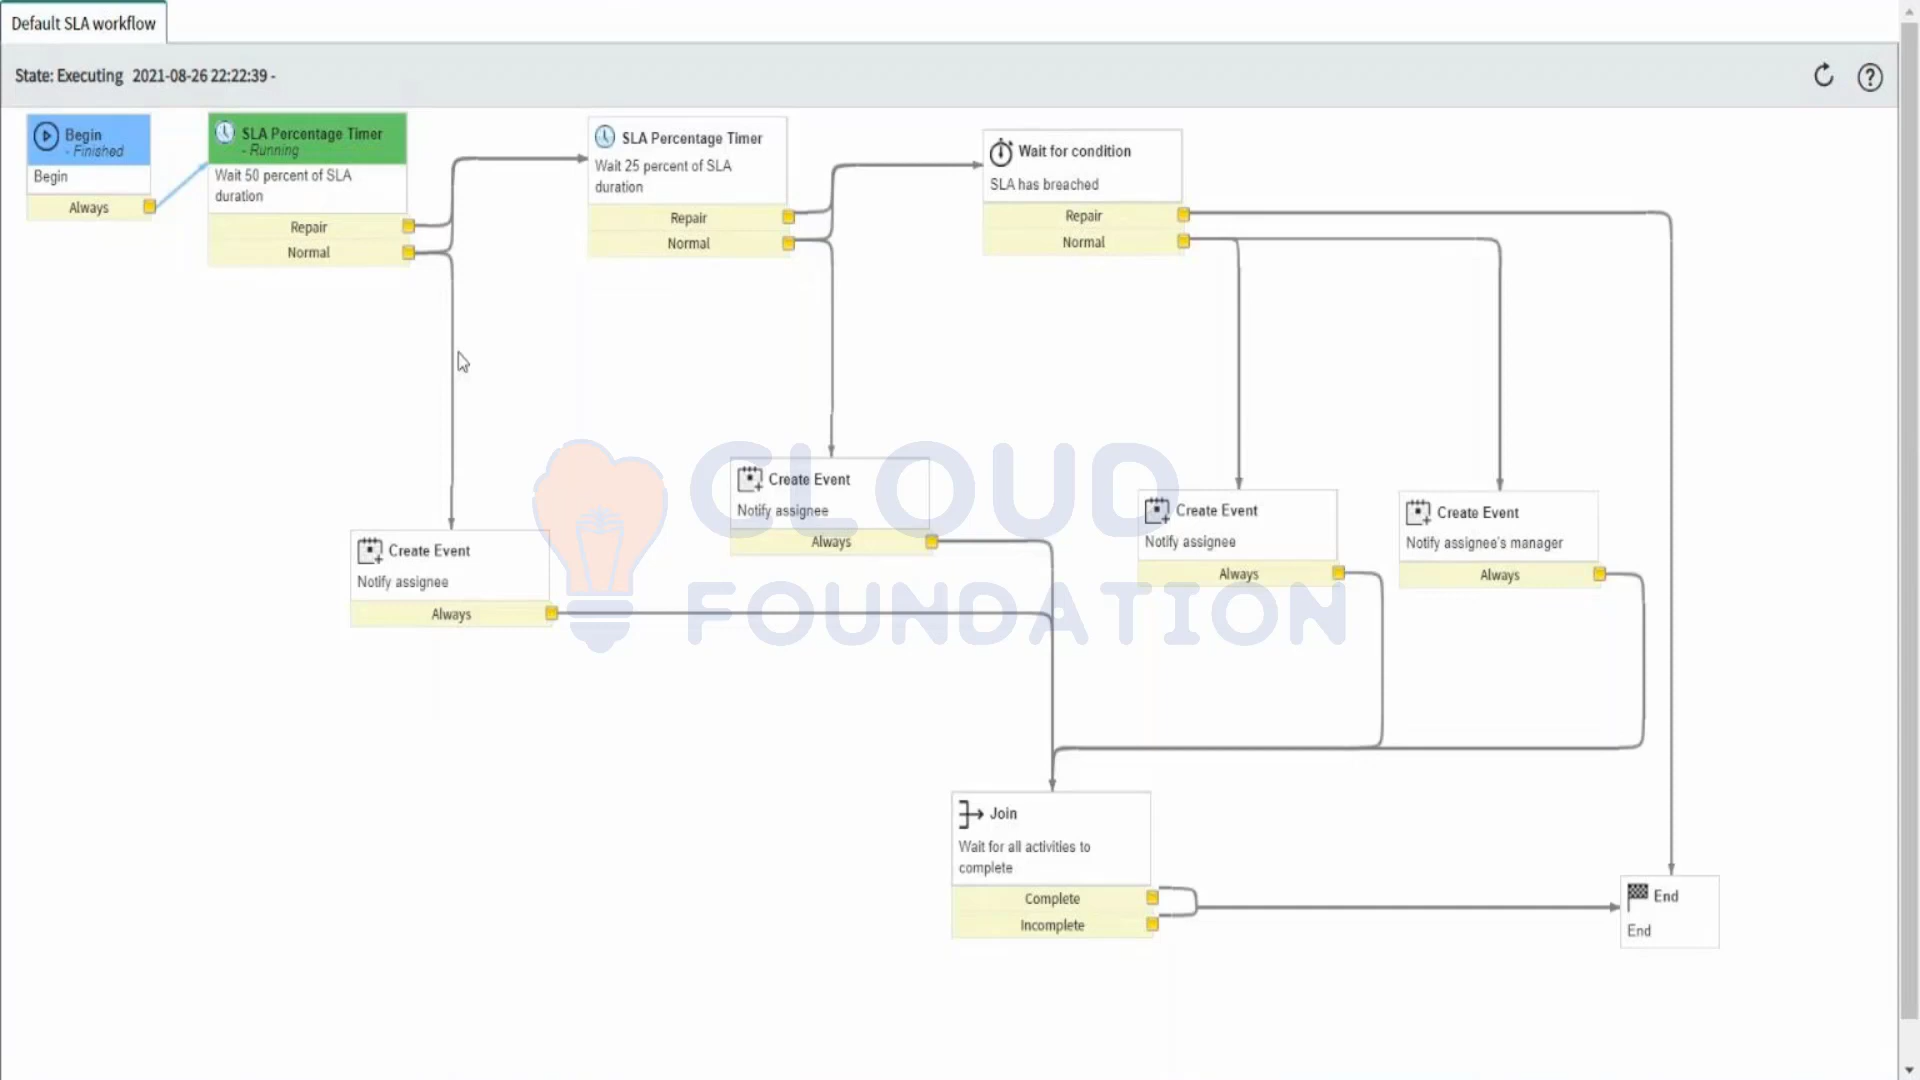 Default SLA workflow
State: Executing 2021-08-26 22:22:39 -
Begin
- Finished
Begin
Always
SLA Percentage Timer
- Running
Wait 50 percent of SLA
duration
Repair
Normal
SLA Percentage Timer
Wait 25 percent of SLA
duration
Repair
Normal
Wait for condition
SLA has breached
Repair
Normal
Create Event
Notify assignee
Always
Create Event
Notify assignee
Always
Create Event
Notify assignee
Always
Create Event
Notify assignee's manager
Always
CLOUD
FOUNDATION
Join
Wait for all activities to
complete
Complete
Incomplete
End
End